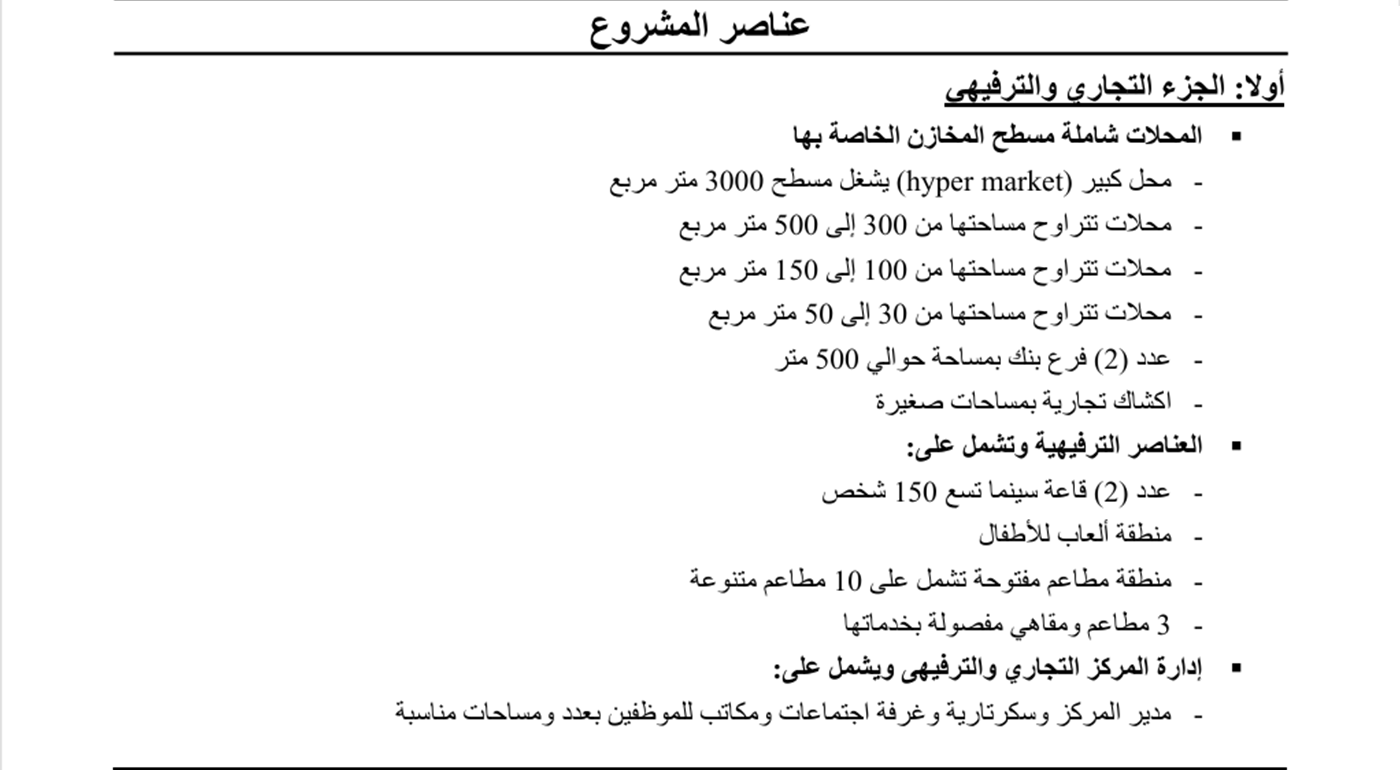 عناصر المشروع
أولا: الجزء التجاري والترفيهى
▪ المحلات شاملة مسطح المخازن الخاصة بها
- محل كبير (hyper market) يشغل مسطح 3000 متر مربع
- محلات تتراوح مساحتها من 300 إلى 500 متر مربع
- محلات تتراوح مساحتها من 100 إلى 150 متر مربع
- محلات تتراوح مساحتها من 30 إلى 50 متر مربع
- عدد (2) فرع بنك بمساحة حوالي 500 متر
- اكشاك تجارية بمساحات صغيرة
▪ العناصر الترفيهية وتشمل على:
- عدد (2) قاعة سينما تسع 150 شخص
- منطقة ألعاب للأطفال
- منطقة مطاعم مفتوحة تشمل على 10 مطاعم متنوعة
- 3 مطاعم ومقاهي مفصولة بخدماتها
▪ إدارة المركز التجاري والترفيهى ويشمل على:
- مدير المركز وسكرتارية وغرفة اجتماعات ومكاتب للموظفين بعدد ومساحات مناسبة